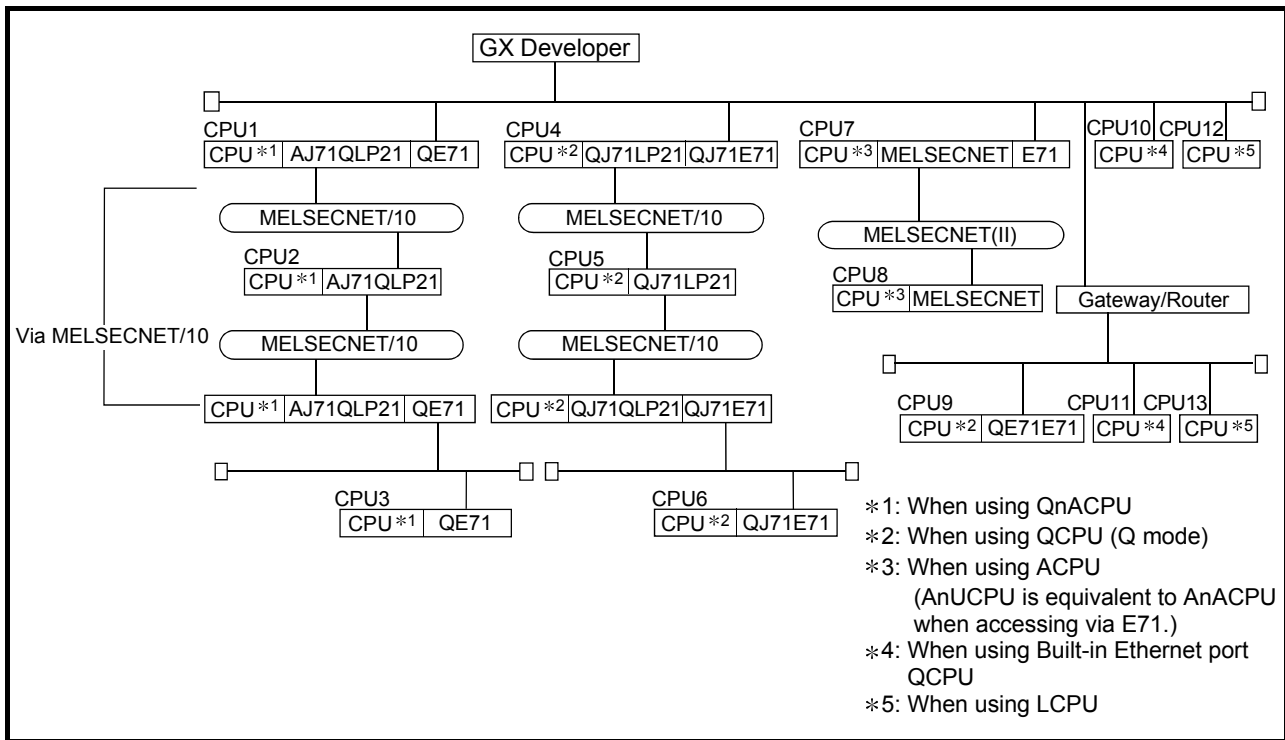 GX Developer
CPU1
CPU4
CPU7
CPU10 CPU12
CPU*1 AJ71QLP21 QE71
CPU*2 QJ71LP21 QJ71E71
CPU*3 MELSECNET E71
CPU*4
CPU*5
MELSECNET/10
MELSECNET/10
MELSECNET(II)
CPU2
CPU5
CPU8
CPU*1 AJ71QLP21
CPU*2 QJ71LP21
CPU*3 MELSECNET
Gateway/Router
Via MELSECNET/10
MELSECNET/10
MELSECNET/10
CPU*1 AJ71QLP21 QE71
CPU*2 QJ71QLP21 QJ71E71
CPU9
CPU11 CPU13
CPU*2 QE71E71
CPU*4
CPU*5
CPU3
CPU6
CPU*1 QE71
CPU*2 QJ71E71
*1: When using QnACPU
*2: When using QCPU (Q mode)
*3: When using ACPU
(AnUCPU is equivalent to AnACPU
when accessing via E71.)
*4: When using Built-in Ethernet port
QCPU
*5: When using LCPU